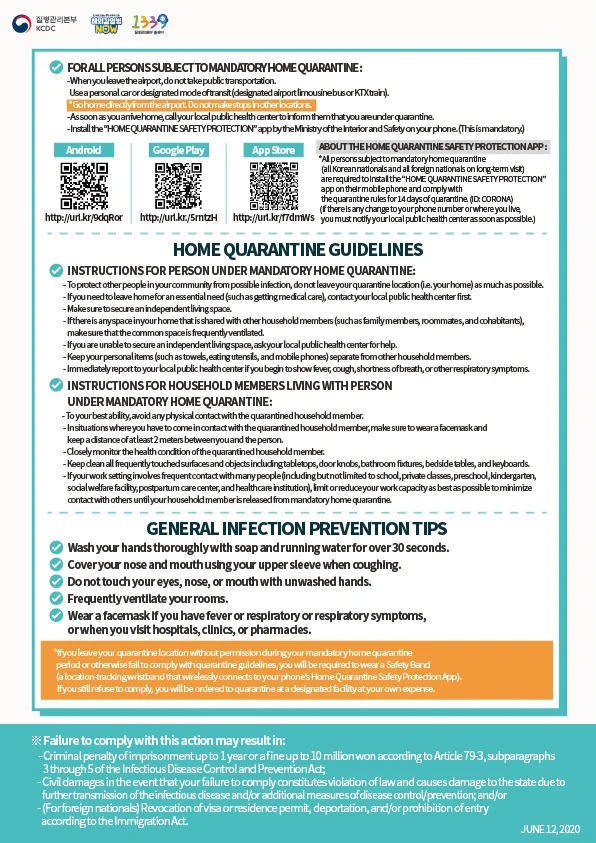 질병관리본부
KCDC
NOW
1339
FOR ALL PERSONS SUBJECT TO MANDATORY HOME QUARANTINE :
- When you leave the airport, do not take public transportation.
Use a personal car or designated mode of transit (designated airport limousine bus or KTX train).
*Go home directly from the airport. Do not make stops in other locations.
- As soon as you arrive home, call your local public health center to inform them that you are under quarantine.
- Install the "HOME QUARANTINE SAFETY PROTECTION" app by the Ministry of the Interior and Safety on your phone. (This is mandatory.)
Android
Google Play
App Store
http://url.kr/9dqRor
http://url.kr/5rntzH
http://url.kr/f7dmWs
ABOUT THE HOME QUARANTINE SAFETY PROTECTION APP :
*All persons subject to mandatory home quarantine
(all Korean nationals and all foreign nationals on long-term visit)
are required to install the "HOME QUARANTINE SAFETY PROTECTION"
app on their mobile phone and comply with
the quarantine rules for 14 days of quarantine. (ID: CORONA)
(If there is any change to your phone number or where you live,
you must notify your local public health center as soon as possible.)
HOME QUARANTINE GUIDELINES
INSTRUCTIONS FOR PERSON UNDER MANDATORY HOME QUARANTINE:
- To protect other people in your community from possible infection, do not leave your quarantine location (i.e. your home) as much as possible.
- If you need to leave home for an essential need (such as getting medical care), contact your local public health center first.
- Make sure to secure an independent living space.
- If there is any space in your home that is shared with other household members (such as family members, roommates, and cohabitants),
make sure that the common space is frequently ventilated.
- If you are unable to secure an independent living space, ask your local public health center for help.
- Keep your personal items (such as towels, eating utensils, and mobile phones) separate from other household members.
- Immediately report to your local public health center if you begin to show fever, cough, shortness of breath, or other respiratory symptoms.
INSTRUCTIONS FOR HOUSEHOLD MEMBERS LIVING WITH PERSON
UNDER MANDATORY HOME QUARANTINE :
- To your best ability, avoid any physical contact with the quarantined household member.
- In situations where you have to come in contact with the quarantined household member, make sure to wear a facemask and
keep a distance of at least 2 meters between you and the person.
- Closely monitor the health condition of the quarantined household member.
- Keep clean all frequently touched surfaces and objects including tabletops, door knobs, bathroom fixtures, bedside tables, and keyboards.
- If your work setting involves frequent contact with many people (including but not limited to school, private classes, preschool, kindergarten,
social welfare facility, postpartum care center, and healthcare institution), limit or reduce your work capacity as best as possible to minimize
contact with others until your household member is released from mandatory home quarantine.
GENERAL INFECTION PREVENTION TIPS
Wash your hands thoroughly with soap and running water for over 30 seconds.
Cover your nose and mouth using your upper sleeve when coughing.
Do not touch your eyes, nose, or mouth with unwashed hands.
Frequently ventilate your rooms.
Wear a facemask if you have fever or respiratory or respiratory symptoms,
or when you visit hospitals, clinics, or pharmacies.
*If you leave your quarantine location without permission during your mandatory home quarantine
period or otherwise fail to comply with quarantine guidelines, you will be required to wear a Safety Band
(a location-tracking wristband that wirelessly connects to your phone's Home Quarantine Safety Protection App).
If you still refuse to comply, you will be ordered to quarantine at a designated facility at your own expense.
※ Failure to comply with this action may result in:
- Criminal penalty of imprisonment up to 1 year or a fine up to 10 million won according to Article 79-3, subparagraphs
3 through 5 of the Infectious Disease Control and Prevention Act;
- Civil damages in the event that your failure to comply constitutes violation of law and causes damage to the state due to
further transmission of the infectious disease and/or additional measures of disease control/prevention; and/or
- (For foreign nationals) Revocation of visa or residence permit, deportation, and/or prohibition of entry
according to the Immigration Act.
JUNE 12, 2020